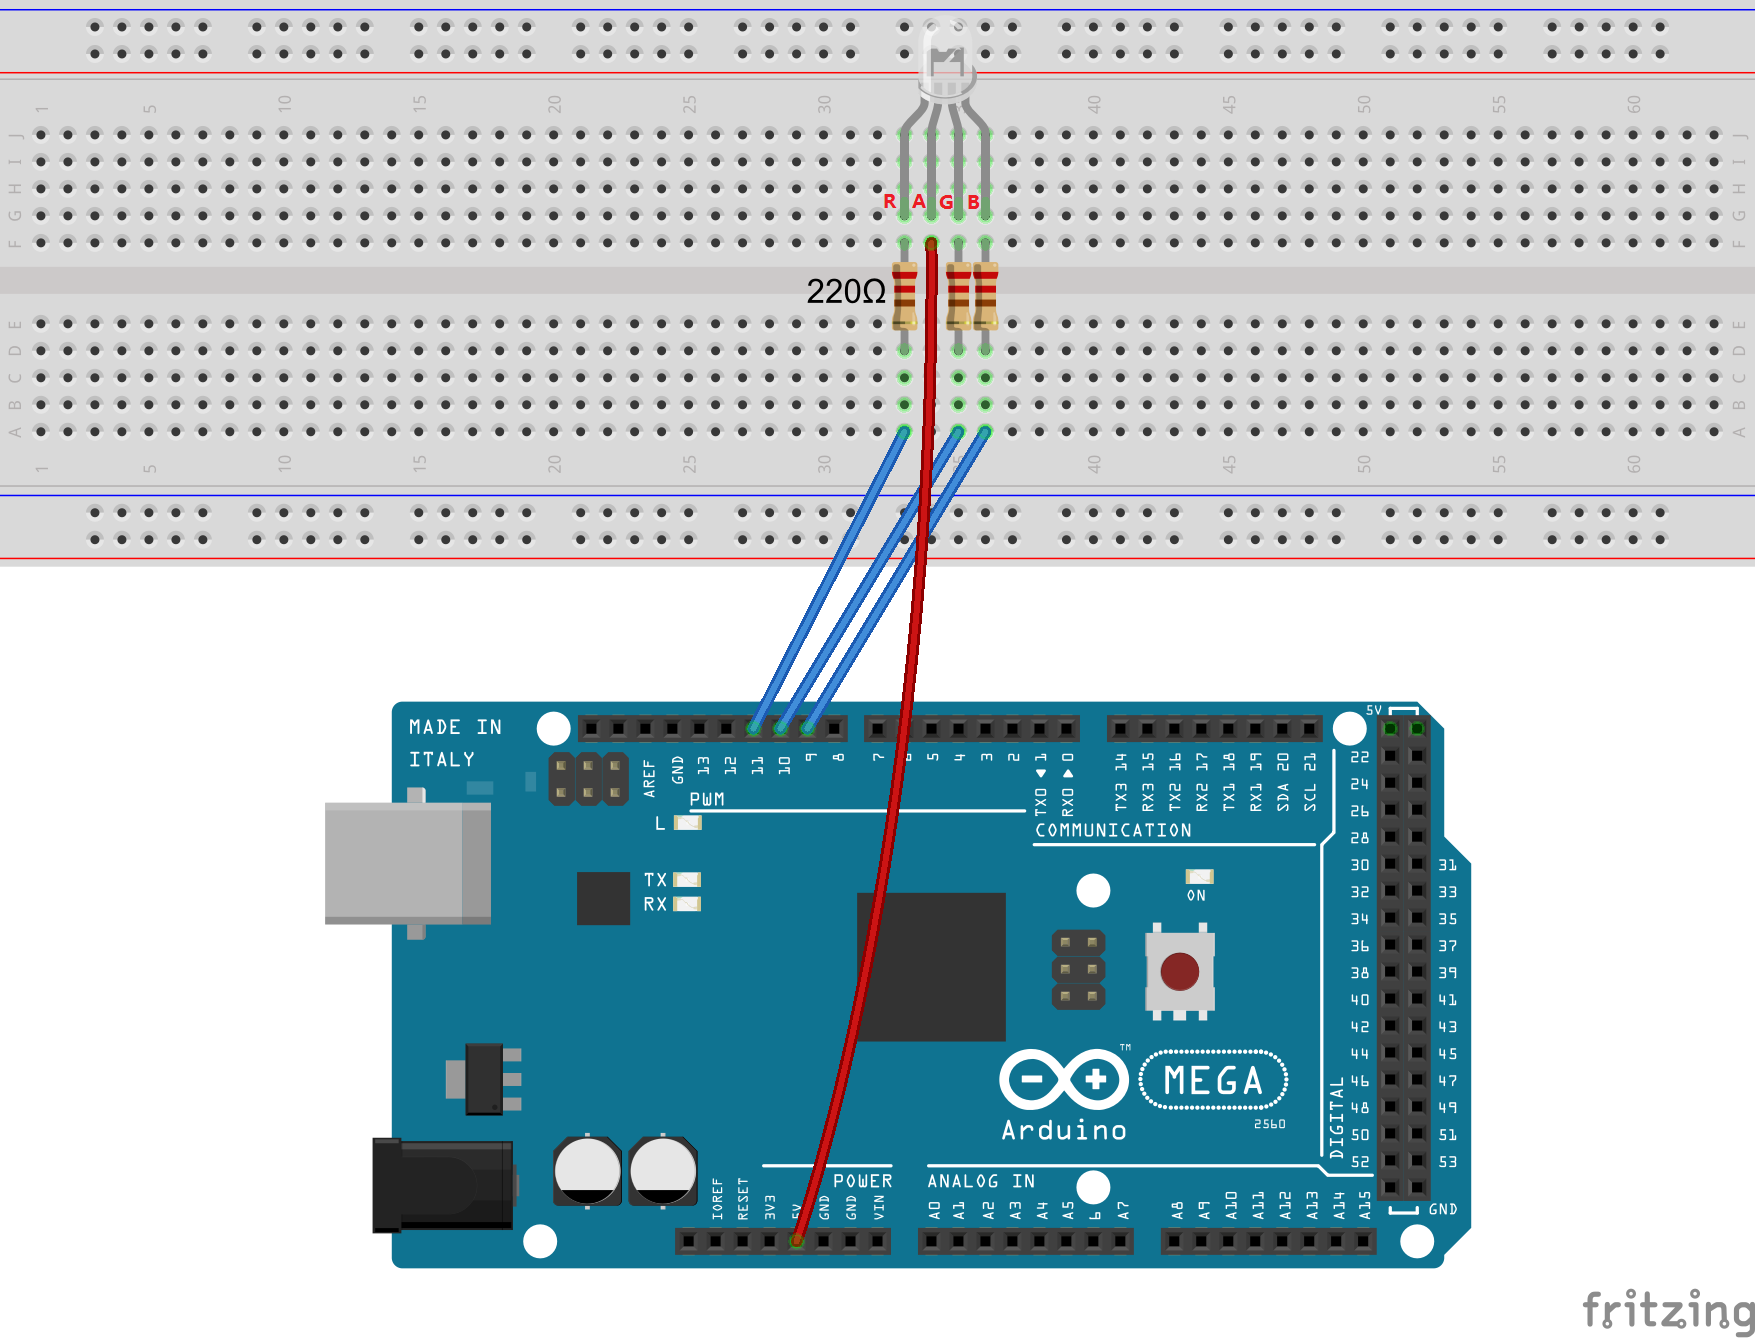 1 5 10 15 20 25 30 40 45 50 55 60
J J
I I
H H
R A G B
G G
F F
220Ω
E E
D D
C C
B B
A A
1 5 10 15 20 25 30 35 40 45 50 55 60
MADE IN
ITALY
AREF GND 13 12 11 10 9 8 7 6 5 4 3 2 TX0 1 RX0 0 TX3 14 RX3 15 TX2 16 RX2 17 TX1 18 RX1 19 SDA 20 SCL 21
5V
22
24
26
28
30 31
32 33
34 35
36 37
38 39
40 41
42 43
44 45
46 47
48 49
50 51
52 53
GND
DIGITAL
PWM
L
COMMUNICATION
TX
RX
ON
TM
MEGA
2560
Arduino
POWER
ANALOG IN
IOREF RESET 3V3 5V GND GND VIN A0 A1 A2 A3 A4 A5 6 A7 A8 A9 A10 A11 A12 A13 A14 A15
fritzing